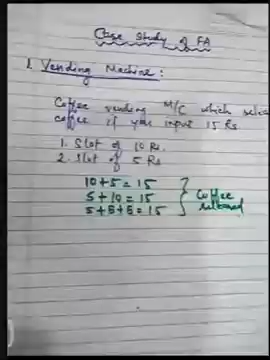 Case Study of FA
1. Vending Machine:
Coffee vending M/C which
coffee if you input 15 Rs
1. Slot of 10 Rs.
2. Slot of 5 Rs
10+5=15
5+10=15
5+5+5=15
Coffee
released